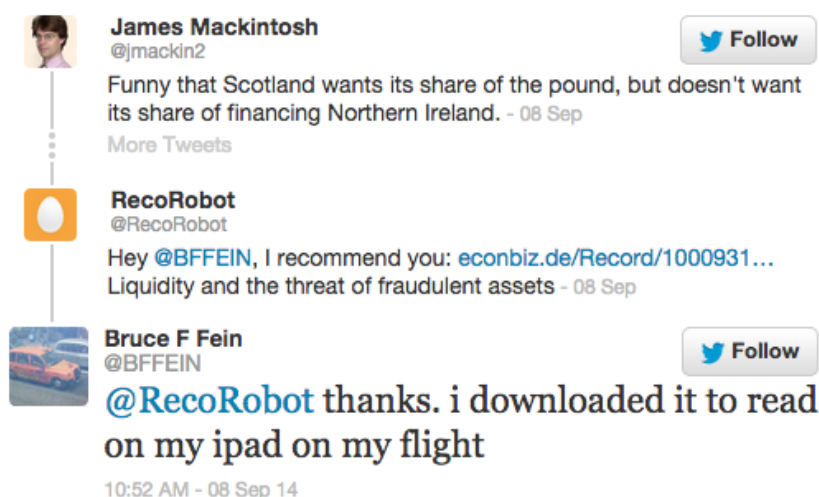 James Mackintosh
@jmackin2
Follow
Funny that Scotland wants its share of the pound, but doesn't want
its share of financing Northern Ireland. - 08 Sep
More Tweets
RecoRobot
@RecoRobot
Hey @BFFEIN, I recommend you: econbiz.de/Record/1000931...
Liquidity and the threat of fraudulent assets - 08 Sep
Bruce F Fein
@BFFEIN
Follow
@RecoRobot thanks. i downloaded it to read
on my ipad on my flight
10:52 AM - 08 Sep 14